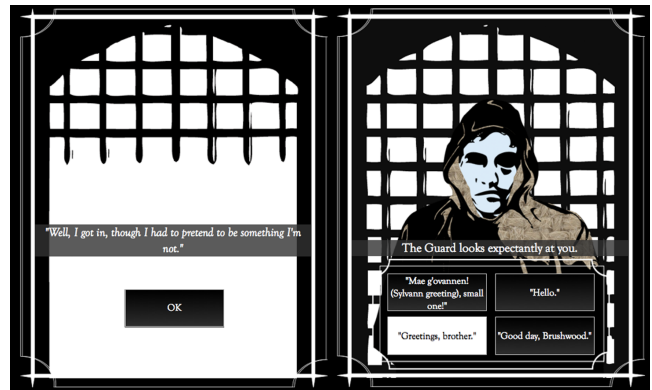 "Well, I got in, though I had to pretend to be something I'm
not."
OK
The Guard looks expectantly at you.
"Mae g'ovannen!
(Sylvann greeting), small
one!"
"Hello."
"Greetings, brother."
"Good day, Brushwood."